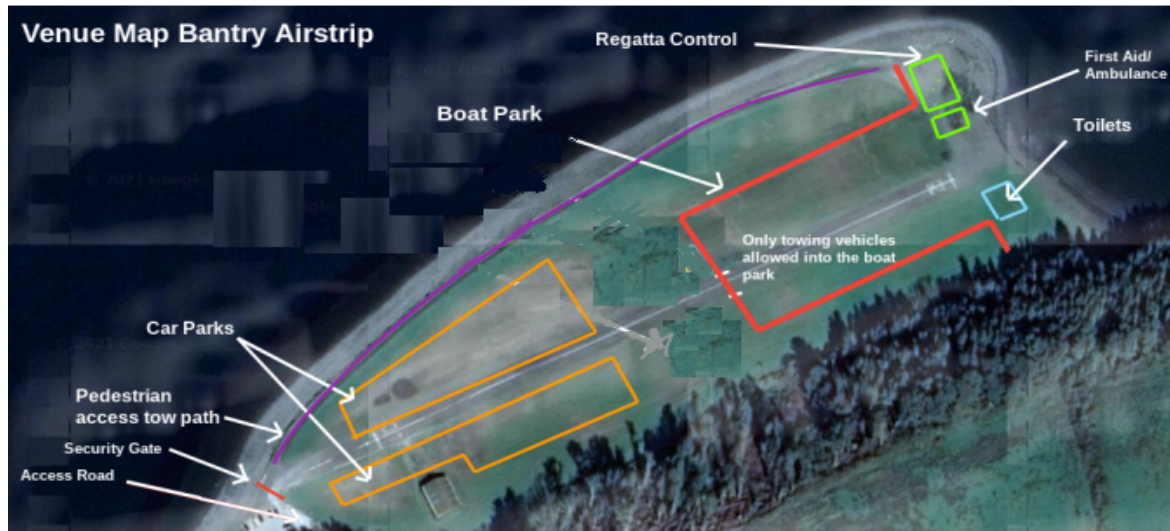 Venue Map Bantry Airstrip
Regatta Control
First Aid/
Ambulance
Boat Park
Toilets
Only towing vehicles
allowed into the boat
park
Car Parks
Pedestrian
access tow path
Security Gate
Access Road